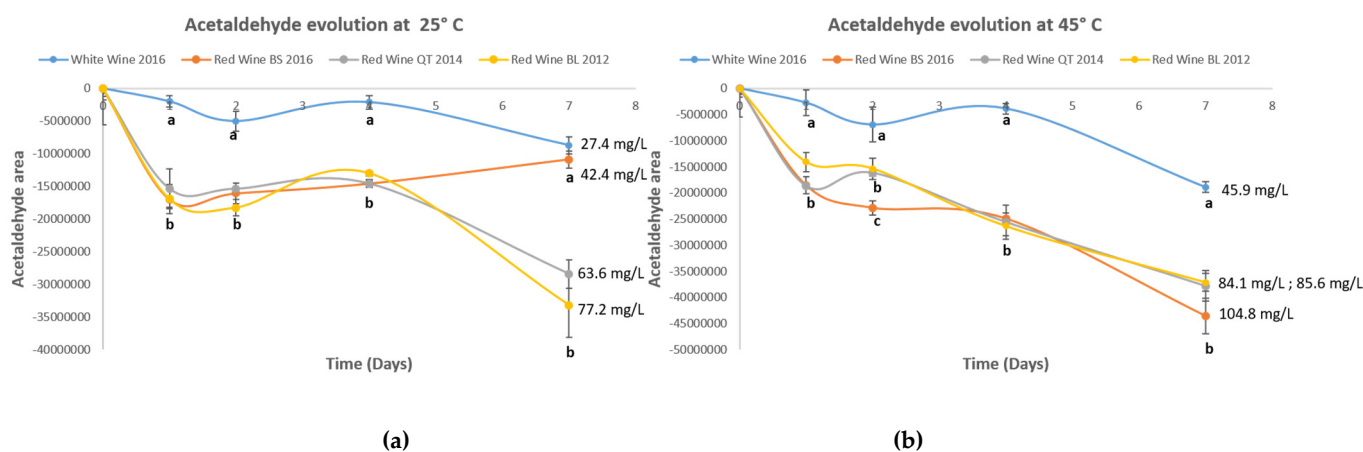 Acetaldehyde evolution at 25° C
White Wine 2016 Red Wine BS 2016 Red Wine QT 2014 Red Wine BL 2012
0
-5000000
-10000000
-15000000
-20000000
-25000000
-30000000
-35000000
-40000000
Acetaldehyde area
0 2 4 5 6 7 8
a a a
b b b
27.4 mg/L
42.4 mg/L
a
63.6 mg/L
77.2 mg/L
b
Time (Days)
(a)
Acetaldehyde evolution at 45° C
White Wine 2016 Red Wine BS 2016 Red Wine QT 2014 Red Wine BL 2012
0
-5000000
-10000000
-15000000
-20000000
-25000000
-30000000
-35000000
-40000000
-45000000
-50000000
Acetaldehyde area
0 1 2 3 4 5 6 7 8
a a a
b b
c
b
45.9 mg/L
a
84.1 mg/L ; 85.6 mg/L
104.8 mg/L
b
Time (Days)
(b)